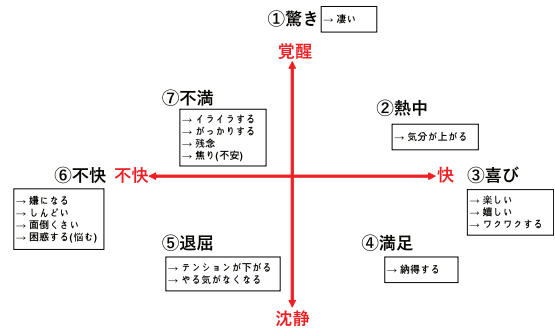 ①驚き
→ 凄い
覚醒
⑦不満
→ イライラする
→ がっかりする
→ 残念
→ 焦り(不安)
②熱中
→ 気分が上がる
⑥不快
不快
快
③喜び
→ 嫌になる
→ しんどい
→ 面倒くさい
→ 困惑する(悩む)
→ 楽しい
→ 嬉しい
→ ワクワクする
⑤退屈
→ テンションが下がる
→ やる気がなくなる
④満足
→ 納得する
沈静